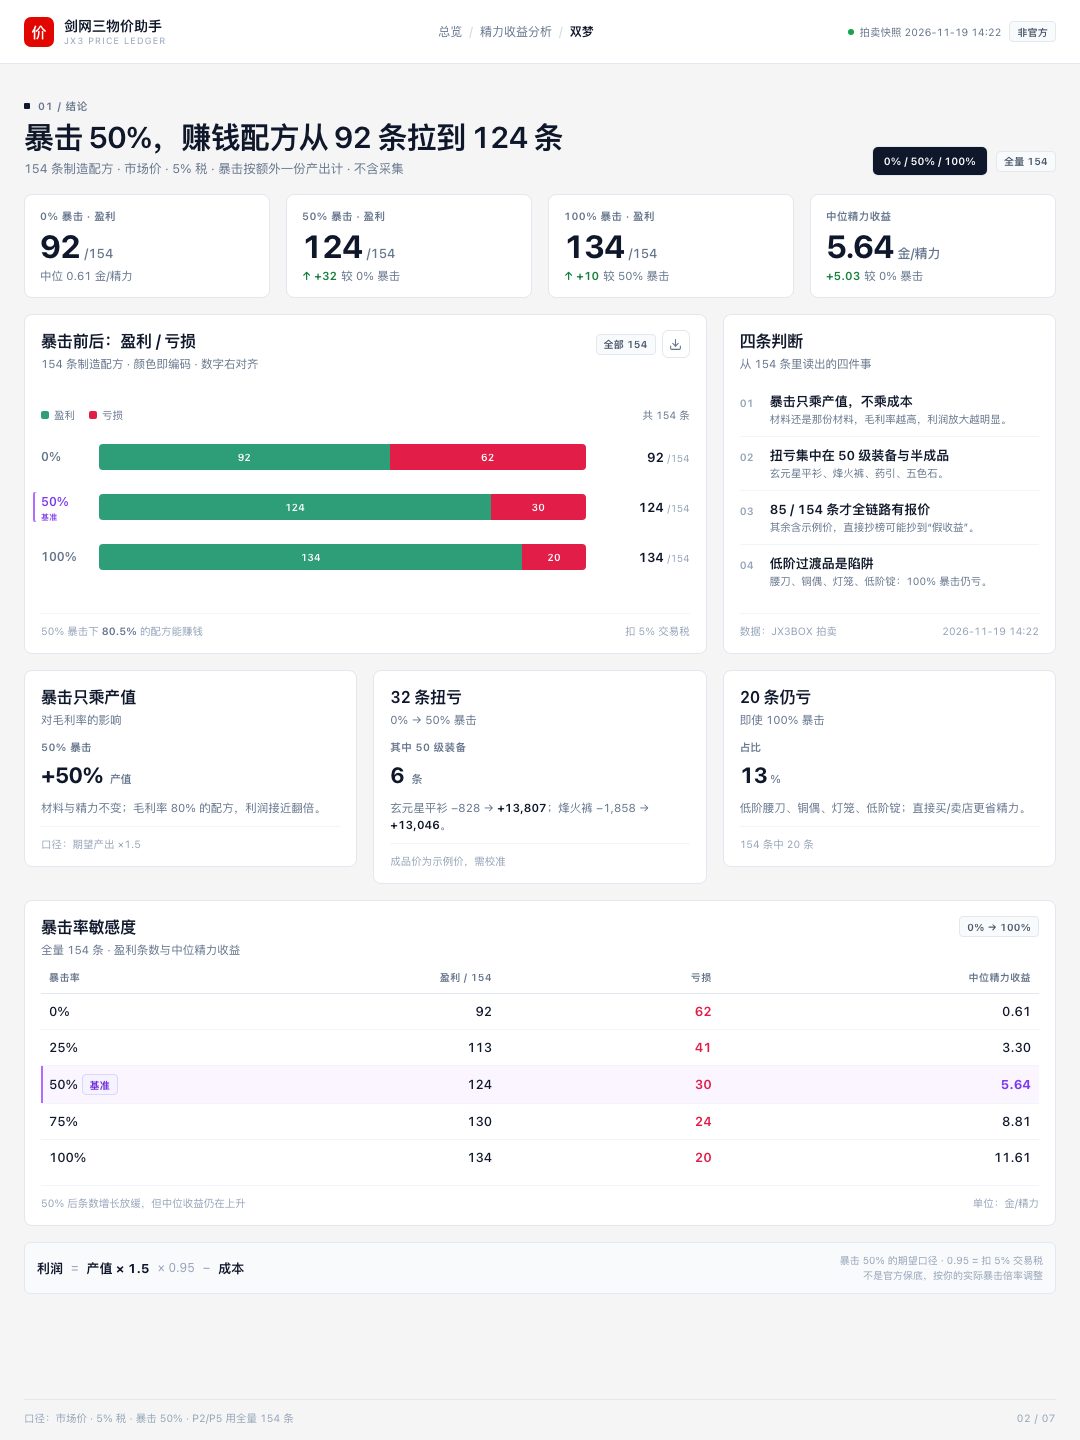 价
剑网三物价助手
JX3 PRICE LEDGER
总览 / 精力收益分析 / 双梦
拍卖快照 2026-11-19 14:22
非官方
01 / 结论
暴击 50%，赚钱配方从 92 条拉到 124 条
154 条制造配方 · 市场价 · 5% 税 · 暴击按额外一份产出计 · 不含采集
0% / 50% / 100%
全量 154
0% 暴击 · 盈利
92 /154
中位 0.61 金/精力
50% 暴击 · 盈利
124 /154
↑ +32 较 0% 暴击
100% 暴击 · 盈利
134 /154
↑ +10 较 50% 暴击
中位精力收益
5.64 金/精力
+5.03 较 0% 暴击
暴击前后：盈利 / 亏损
154 条制造配方 · 颜色即编码 · 数字右对齐
全部 154
盈利 亏损
共 154 条
0% 92 62 92 /154
50% 基准 124 30 124 /154
100% 134 20 134 /154
50% 暴击下 80.5% 的配方能赚钱
扣 5% 交易税
四条判断
从 154 条里读出的四件事
01 暴击只乘产值，不乘成本
材料还是那份材料，毛利率越高，利润放大越明显。
02 扭亏集中在 50 级装备与半成品
玄元星平衫、烽火裤、药引、五色石。
03 85 / 154 条才全链路有报价
其余含示例价，直接抄榜可能抄到“假收益”。
04 低阶过渡品是陷阱
腰刀、铜偶、灯笼、低阶锭：100% 暴击仍亏。
数据：JX3BOX 拍卖
2026-11-19 14:22
暴击只乘产值
对毛利率的影响
50% 暴击
+50% 产值
材料与精力不变；毛利率 80% 的配方，利润接近翻倍。
口径：期望产出 ×1.5
32 条扭亏
0% → 50% 暴击
其中 50 级装备
6 条
玄元星平衫 −828 → +13,807；烽火裤 −1,858 →
+13,046。
成品价为示例价，需校准
20 条仍亏
即使 100% 暴击
占比
13 %
低阶腰刀、铜偶、灯笼、低阶锭；直接买/卖店更省精力。
154 条中 20 条
暴击率敏感度
全量 154 条 · 盈利条数与中位精力收益
0% → 100%
暴击率 盈利 / 154 亏损 中位精力收益
0% 92 62 0.61
25% 113 41 3.30
50% 基准 124 30 5.64
75% 130 24 8.81
100% 134 20 11.61
50% 后条数增长放缓，但中位收益仍在上升
单位：金/精力
利润 = 产值 × 1.5 × 0.95 − 成本
暴击 50% 的期望口径 · 0.95 = 扣 5% 交易税
不是官方保底，按你的实际暴击倍率调整
口径：市场价 · 5% 税 · 暴击 50% · P2/P5 用全量 154 条
02 / 07